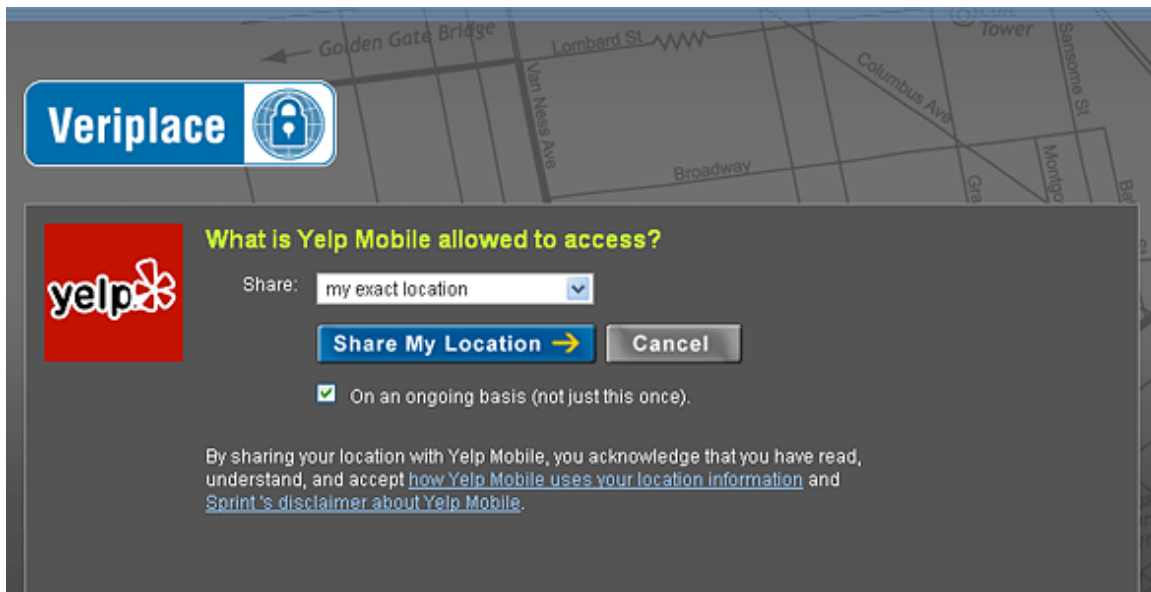 Golden Gate Bridge
Lombard St
Tower
Sansome St
Columbus Ave
Van Ness Ave
Veriplace
Broadway
Montgo
Gra
Ba
What is Yelp Mobile allowed to access?
yelp
Share: my exact location
Share My Location Cancel
On an ongoing basis (not just this once).
By sharing your location with Yelp Mobile, you acknowledge that you have read,
understand, and accept how Yelp Mobile uses your location information and
Sprint 's disclaimer about Yelp Mobile.